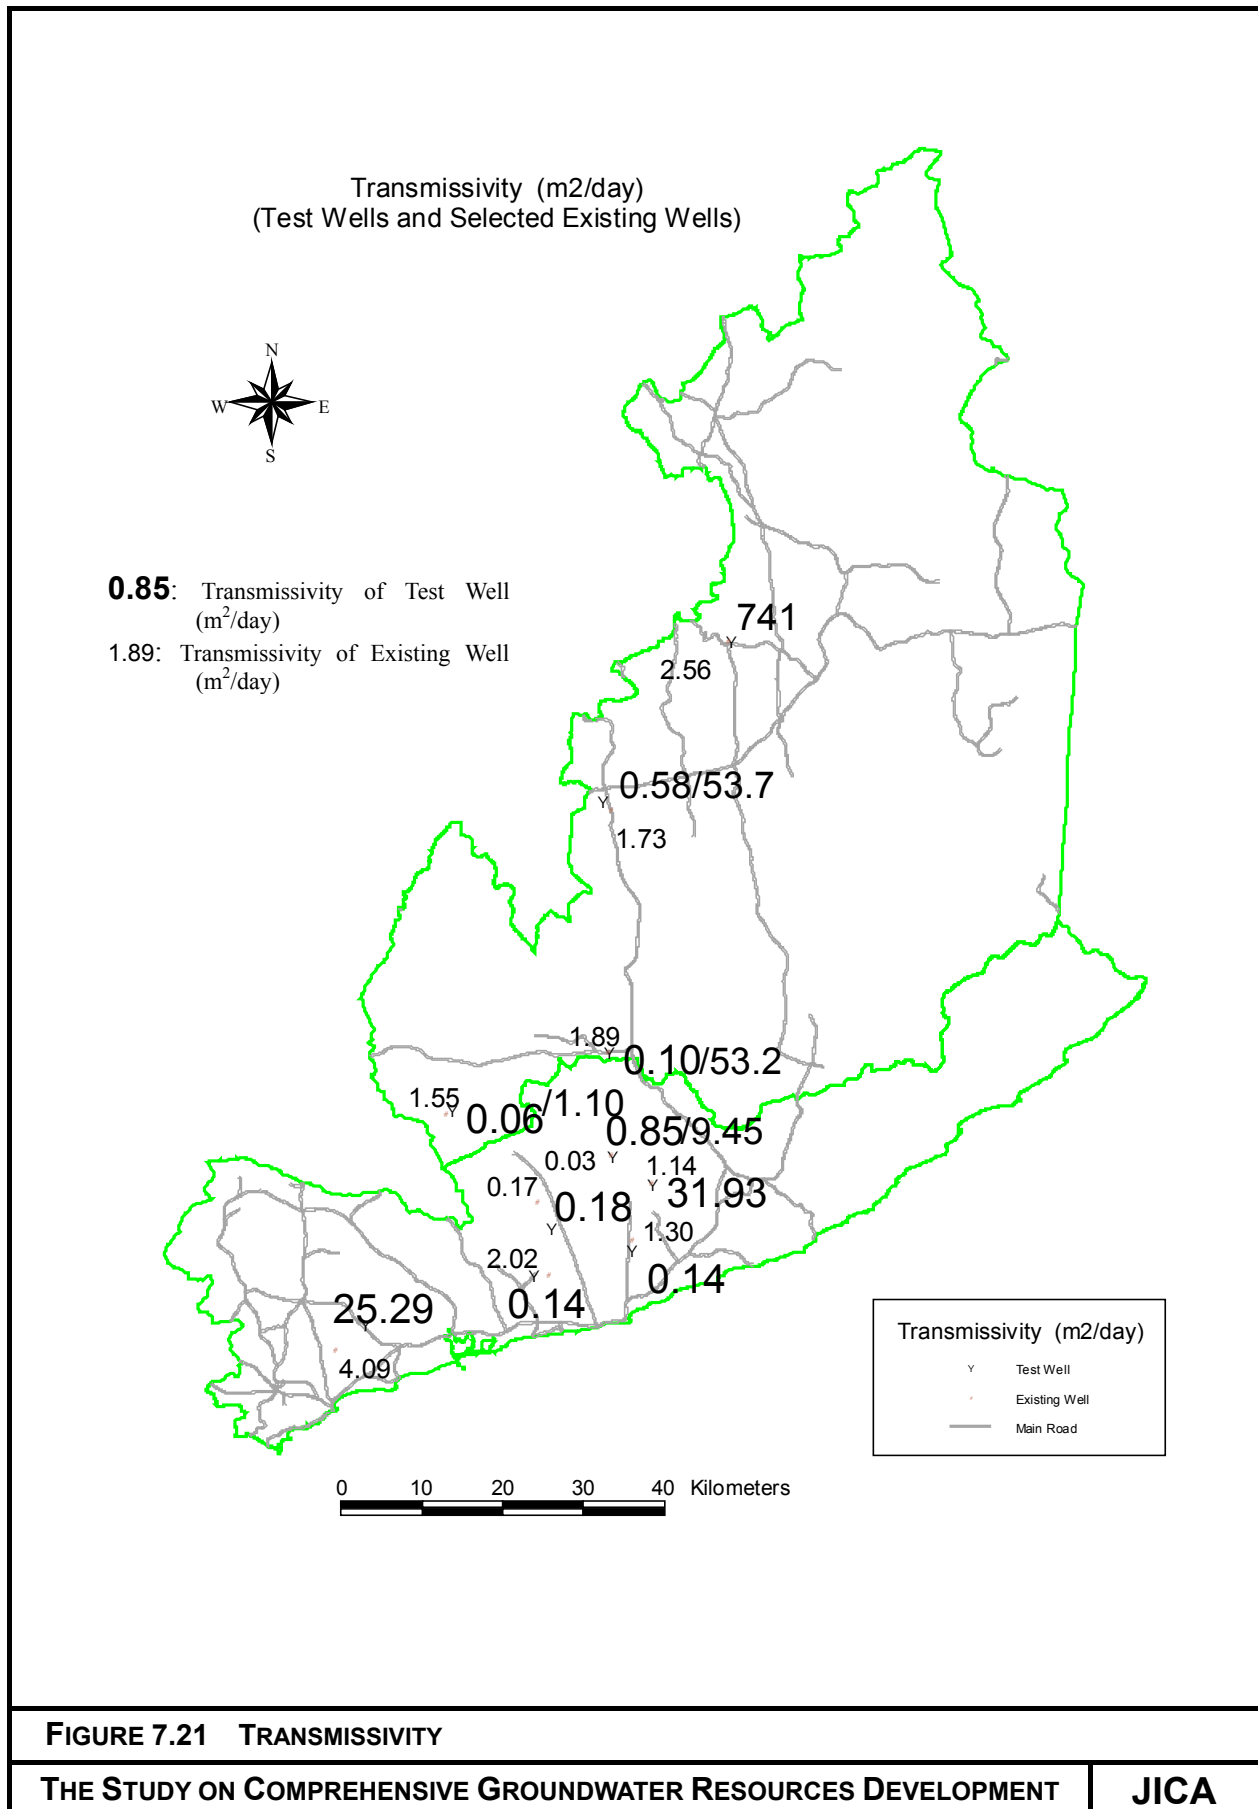 Transmissivity (m2/day)
(Test Wells and Selected Existing Wells)
N
W E
S
0.85: Transmissivity of Test Well
(m²/day)
1.89: Transmissivity of Existing Well
(m²/day)
741
Y
2.56
0.58/53.7
Y
1.73
1.89
Y
0.10/53.2
1.55
Y
0.06/1.10
0.85/9.45
0.03
Y
1.14
0.17
Y
31.93
0.18
Y
1.30
Y
2.02
Y
0.14
0.14
25.29
Y
4.09
Transmissivity (m2/day)
Y Test Well
Existing Well
Main Road
0 10 20 30 40 Kilometers
FIGURE 7.21 TRANSMISSIVITY
THE STUDY ON COMPREHENSIVE GROUNDWATER RESOURCES DEVELOPMENT
JICA